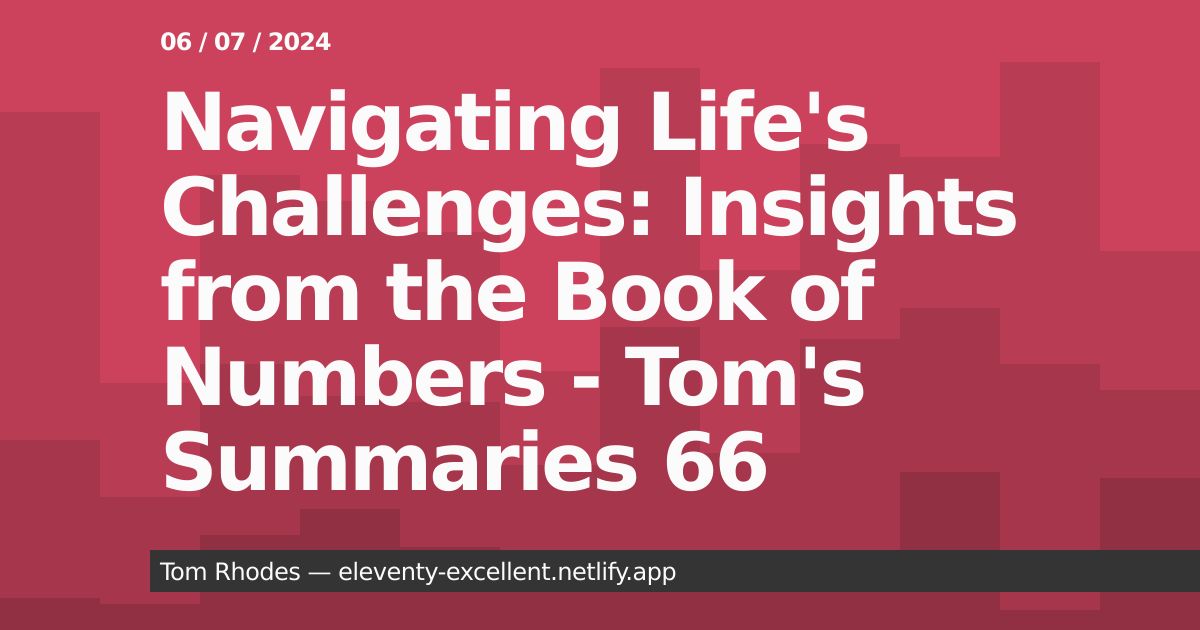 06 / 07 / 2024
Navigating Life's
Challenges: Insights
from the Book of
Numbers - Tom's
Summaries 66
Tom Rhodes — eleventy-excellent.netlify.app